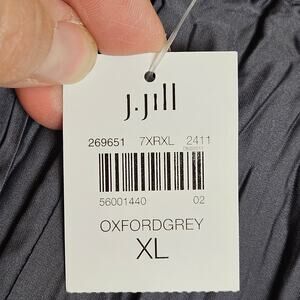 J.Jill
269651 7XRXL 2411
56001440 02
OXFORDGREY
XL